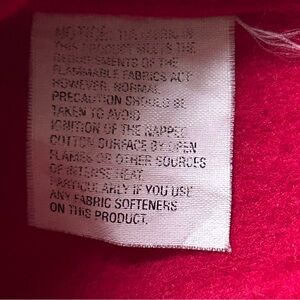 NOTICE: THE FABRIC IN
THIS PRODUCT MEETS THE
REQUIREMENTS OF THE
FLAMMABLE FABRICS ACT
HOWEVER, NORMAL
PRECAUTION SHOULD BE
TAKEN TO AVOID
IGNITION OF THE NAPPED
COTTON SURFACE BY OPEN
FLAMES OR OTHER SOURCES
OF INTENSE HEAT.
PARTICULARLY IF YOU USE
ANY FABRIC SOFTENERS
ON THIS PRODUCT.